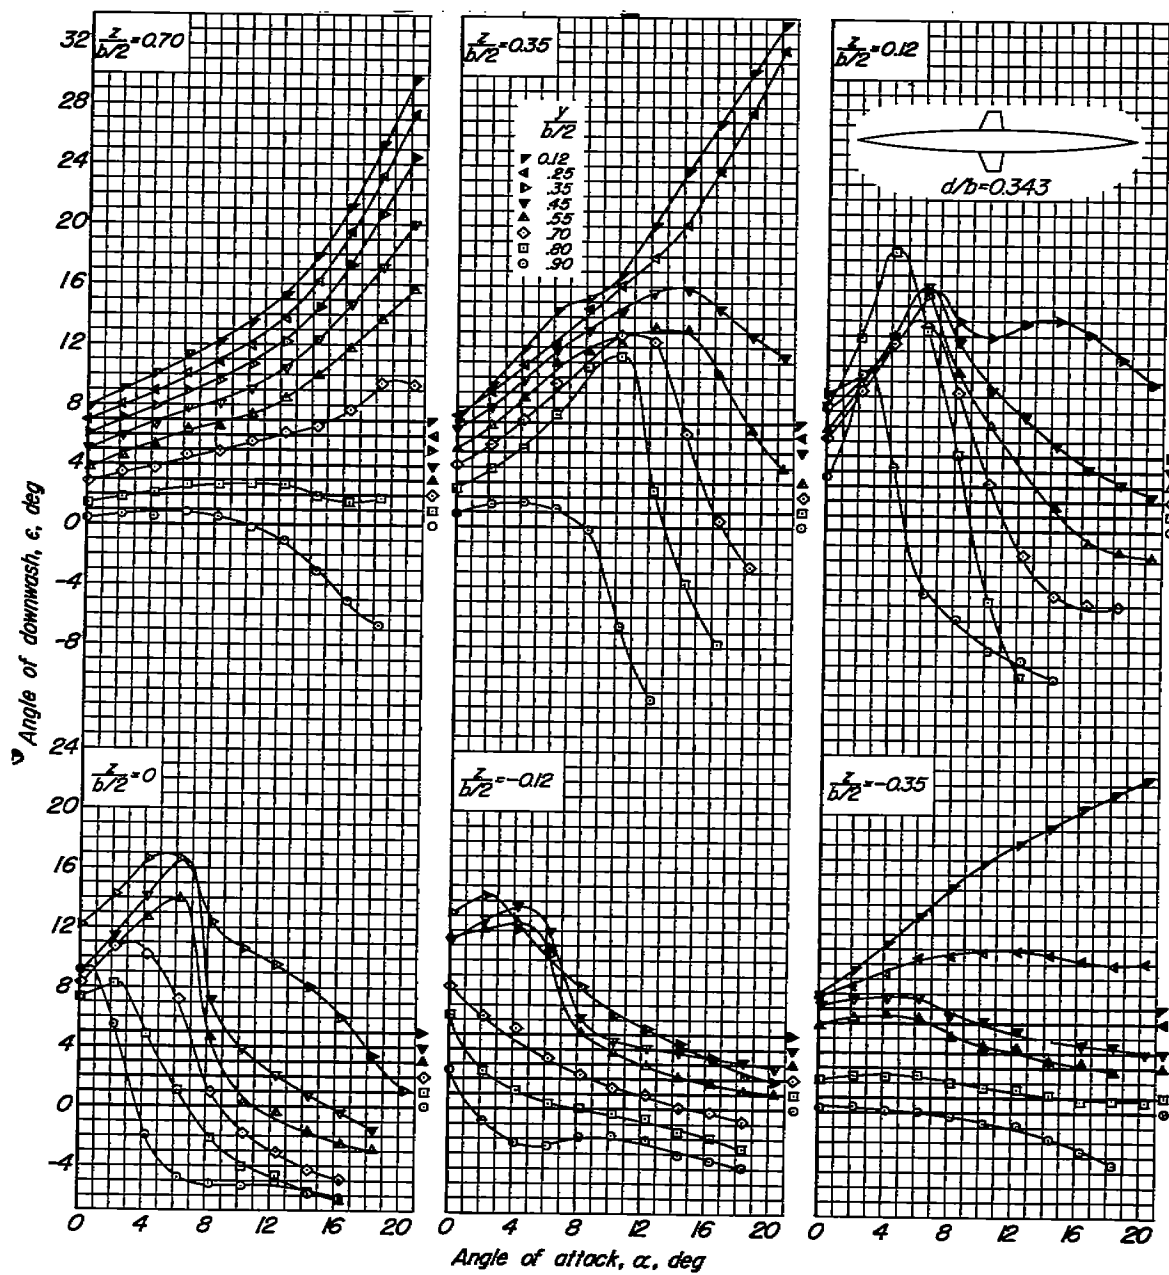 z/b/2 = 0.70
z/b/2 = 0.35
z/b/2 = 0.12
32
28
24
20
16
12
8
4
0
-4
-8
y/b/2
0.12
.25
.35
.45
.55
.70
.80
.90
d/b=0.343
Angle of downwash, ε, deg
z/b/2 = 0
z/b/2 = -0.12
z/b/2 = -0.35
24
20
16
12
8
4
0
-4
0 4 8 12 16 20
0 4 8 12 16 20
0 4 8 12 16 20
Angle of attack, α, deg